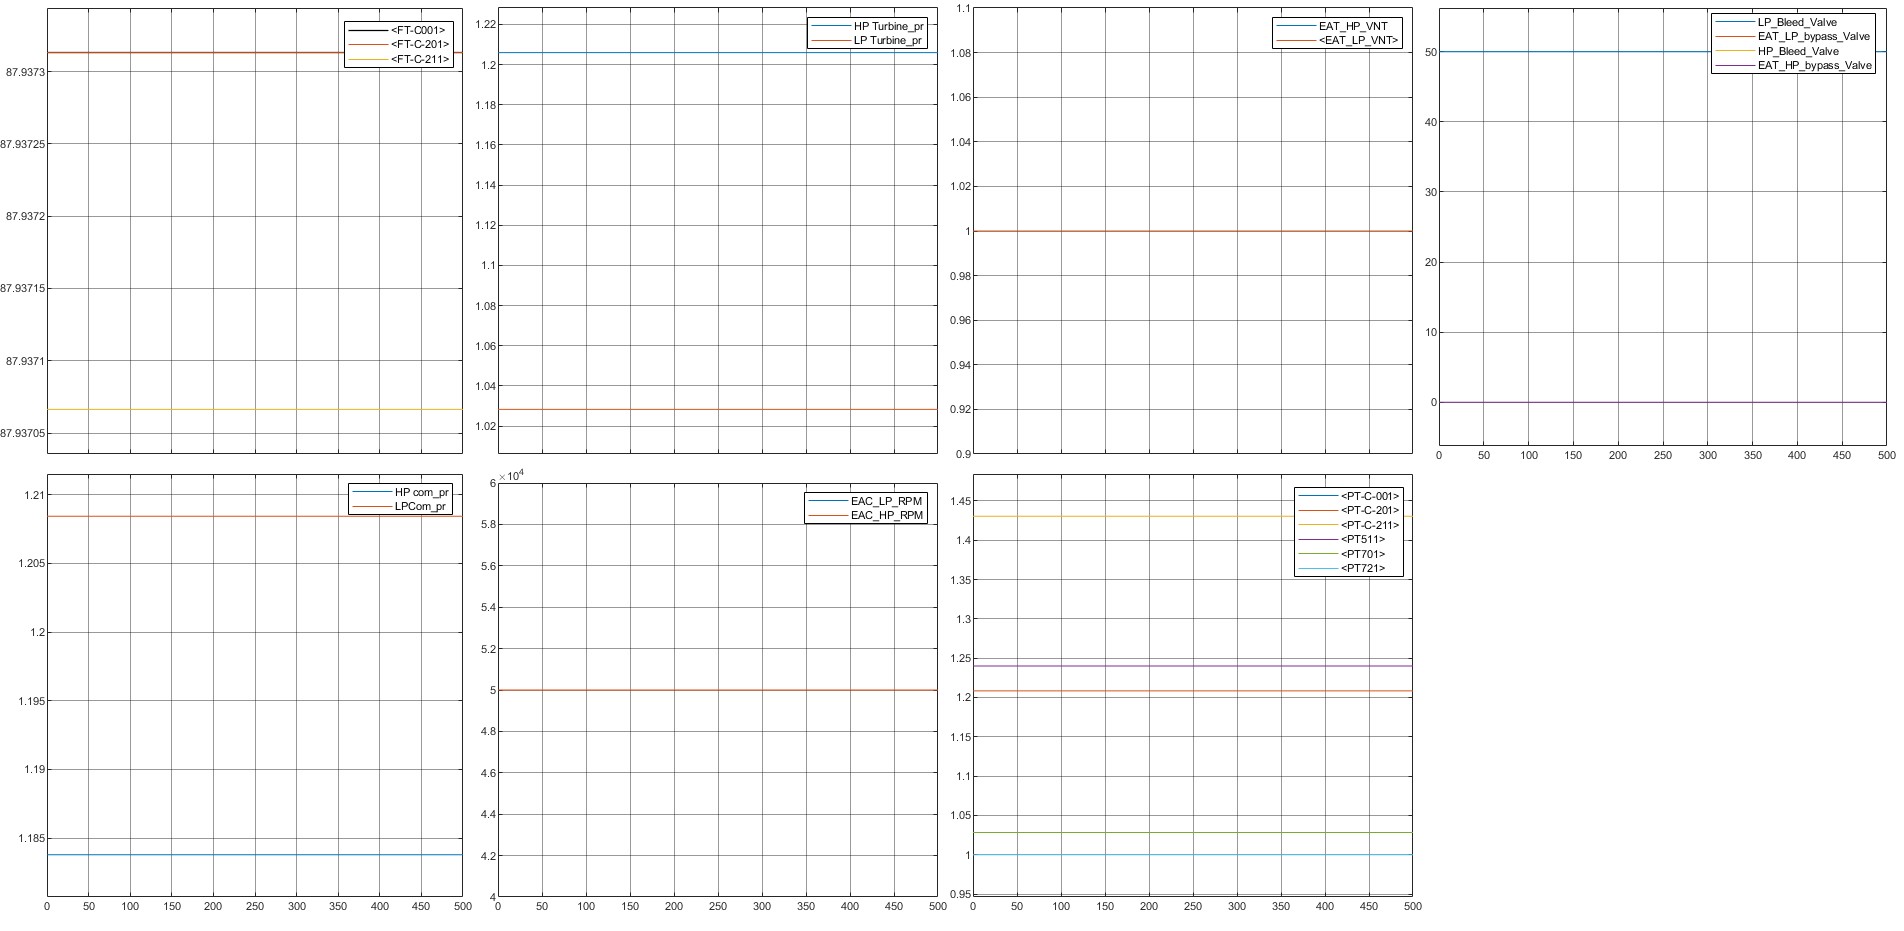 <FT-C001>
<FT-C-201>
<FT-C-211>
87.9373
87.93725
87.9372
87.93715
87.9371
87.93705
HP Turbine_pr
LP Turbine_pr
1.22
1.2
1.18
1.16
1.14
1.12
1.1
1.08
1.06
1.04
1.02
EAT_HP_VNT
<EAT_LP_VNT>
1.1
1.08
1.06
1.04
1.02
1
0.98
0.96
0.94
0.92
0.9
LP_Bleed_Valve
EAT_LP_bypass_Valve
HP_Bleed_Valve
EAT_HP_bypass_Valve
50
40
30
20
10
0
0 50 100 150 200 250 300 350 400 450 500
HP com_pr
LPCom_pr
1.21
1.205
1.2
1.195
1.19
1.185
0 50 100 150 200 250 300 350 400 450 500
×10⁴
EAC_LP_RPM
EAC_HP_RPM
6
5.8
5.6
5.4
5.2
5
4.8
4.6
4.4
4.2
4
0 50 100 150 200 250 300 350 400 450 500
<PT-C-001>
<PT-C-201>
<PT-C-211>
<PT511>
<PT701>
<PT721>
1.45
1.4
1.35
1.3
1.25
1.2
1.15
1.1
1.05
1
0.95
0 50 100 150 200 250 300 350 400 450 500